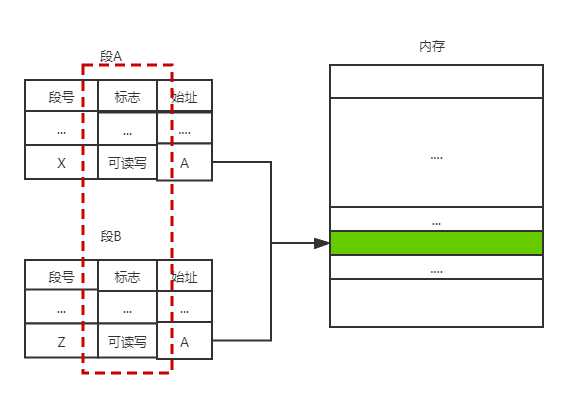 段A
段号 标志 始址
... ... ....
X 可读写 A
段B
段号 标志 始址
... ... ...
Z 可读写 A
内存
....
...
....